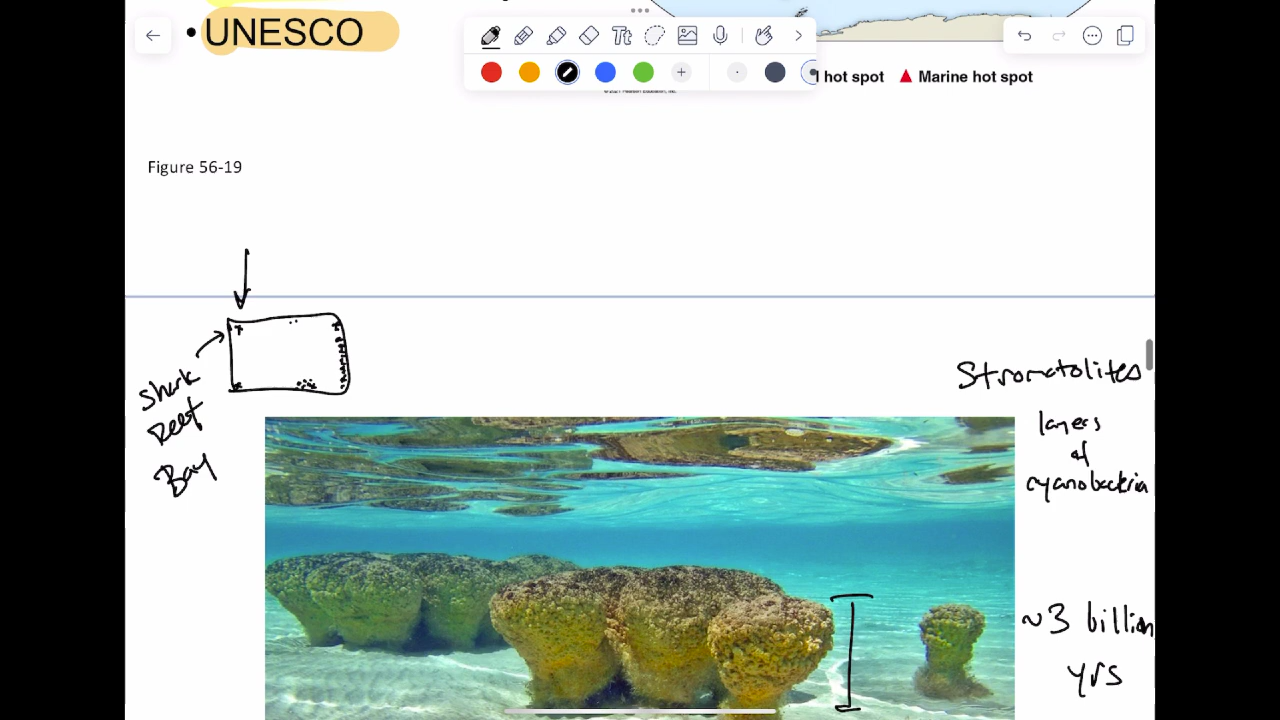 • UNESCO
Tt
l hot spot ▲ Marine hot spot
Figure 56-19
Shark
Reef
Bay
Stromatolites
layers
of
cyanobacteria
~3 billion
yrs